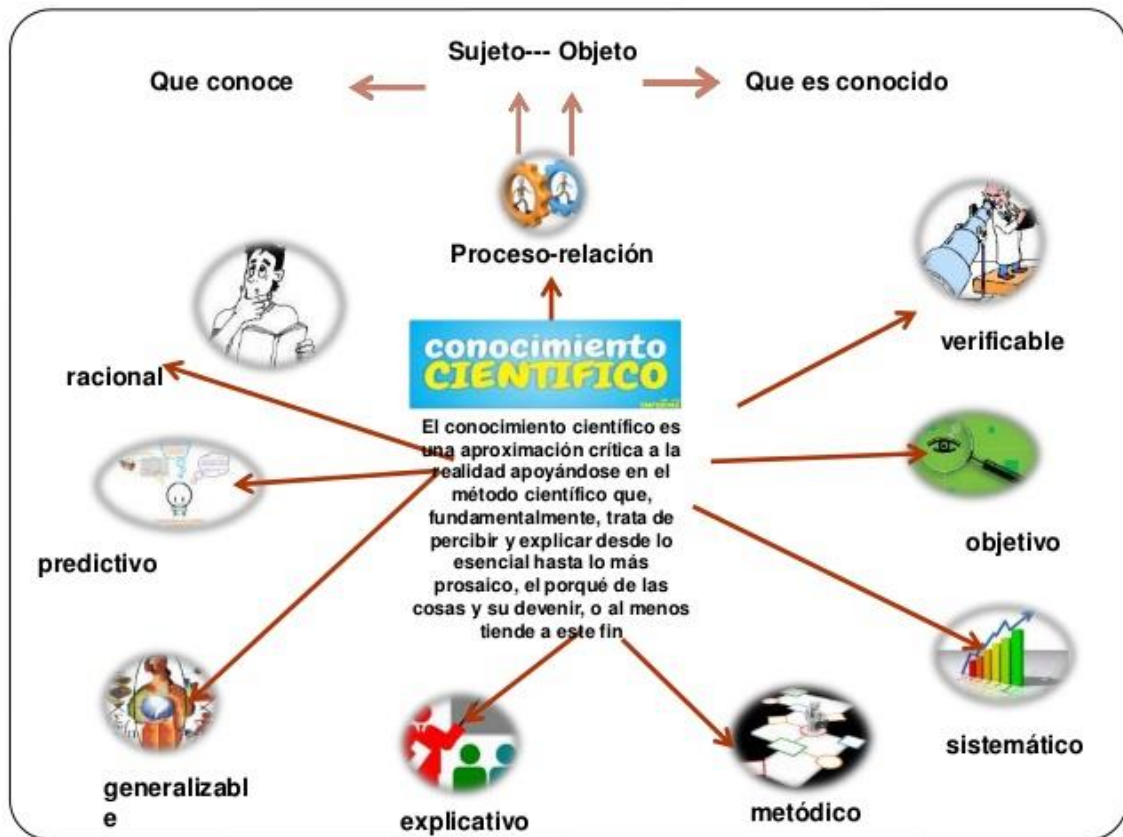 Sujeto--- Objeto
Que conoce
Que es conocido
Proceso-relación
conocimiento
CIENTIFICO
racional
verificable
El conocimiento científico es
una aproximación crítica a la
realidad apoyándose en el
método científico que,
fundamentalmente, trata de
percibir y explicar desde lo
esencial hasta lo más
prosaico, el porqué de las
cosas y su devenir, o al menos
tiende a este fin
predictivo
objetivo
generalizabl
e
explicativo
metódico
sistemático